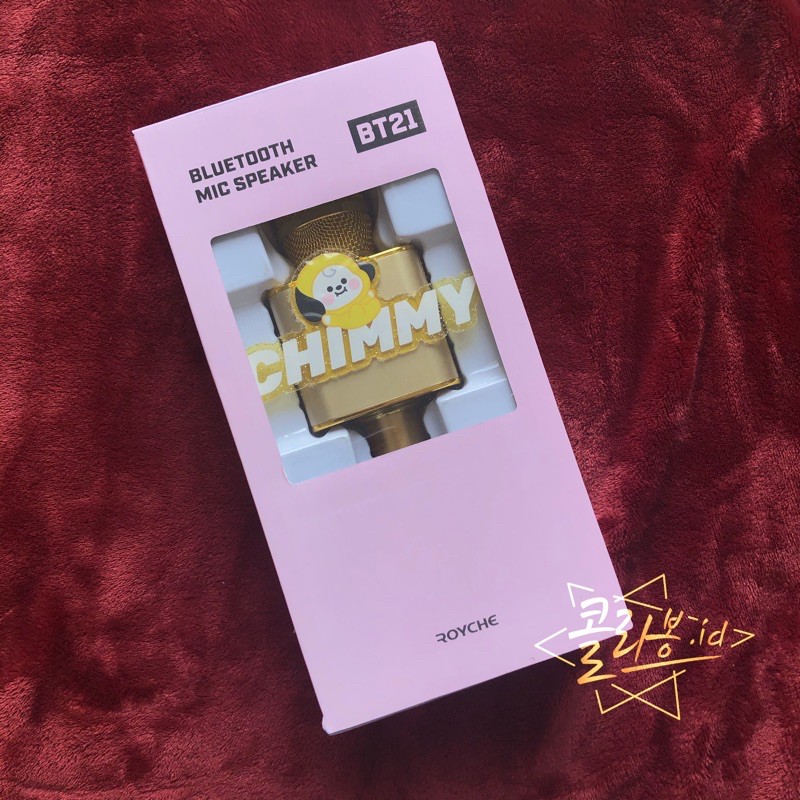 BLUETOOTH
MIC SPEAKER
BT21
CHIMMY
ROYCHE
콜라봉:id